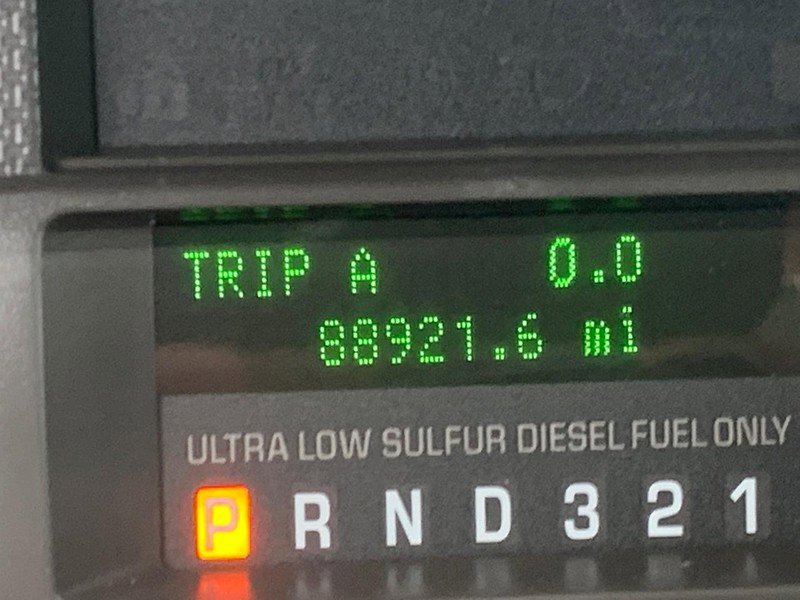 TRIP A 0.0
88921.6 mi
ULTRA LOW SULFUR DIESEL FUEL ONLY
P R N D 3 2 1